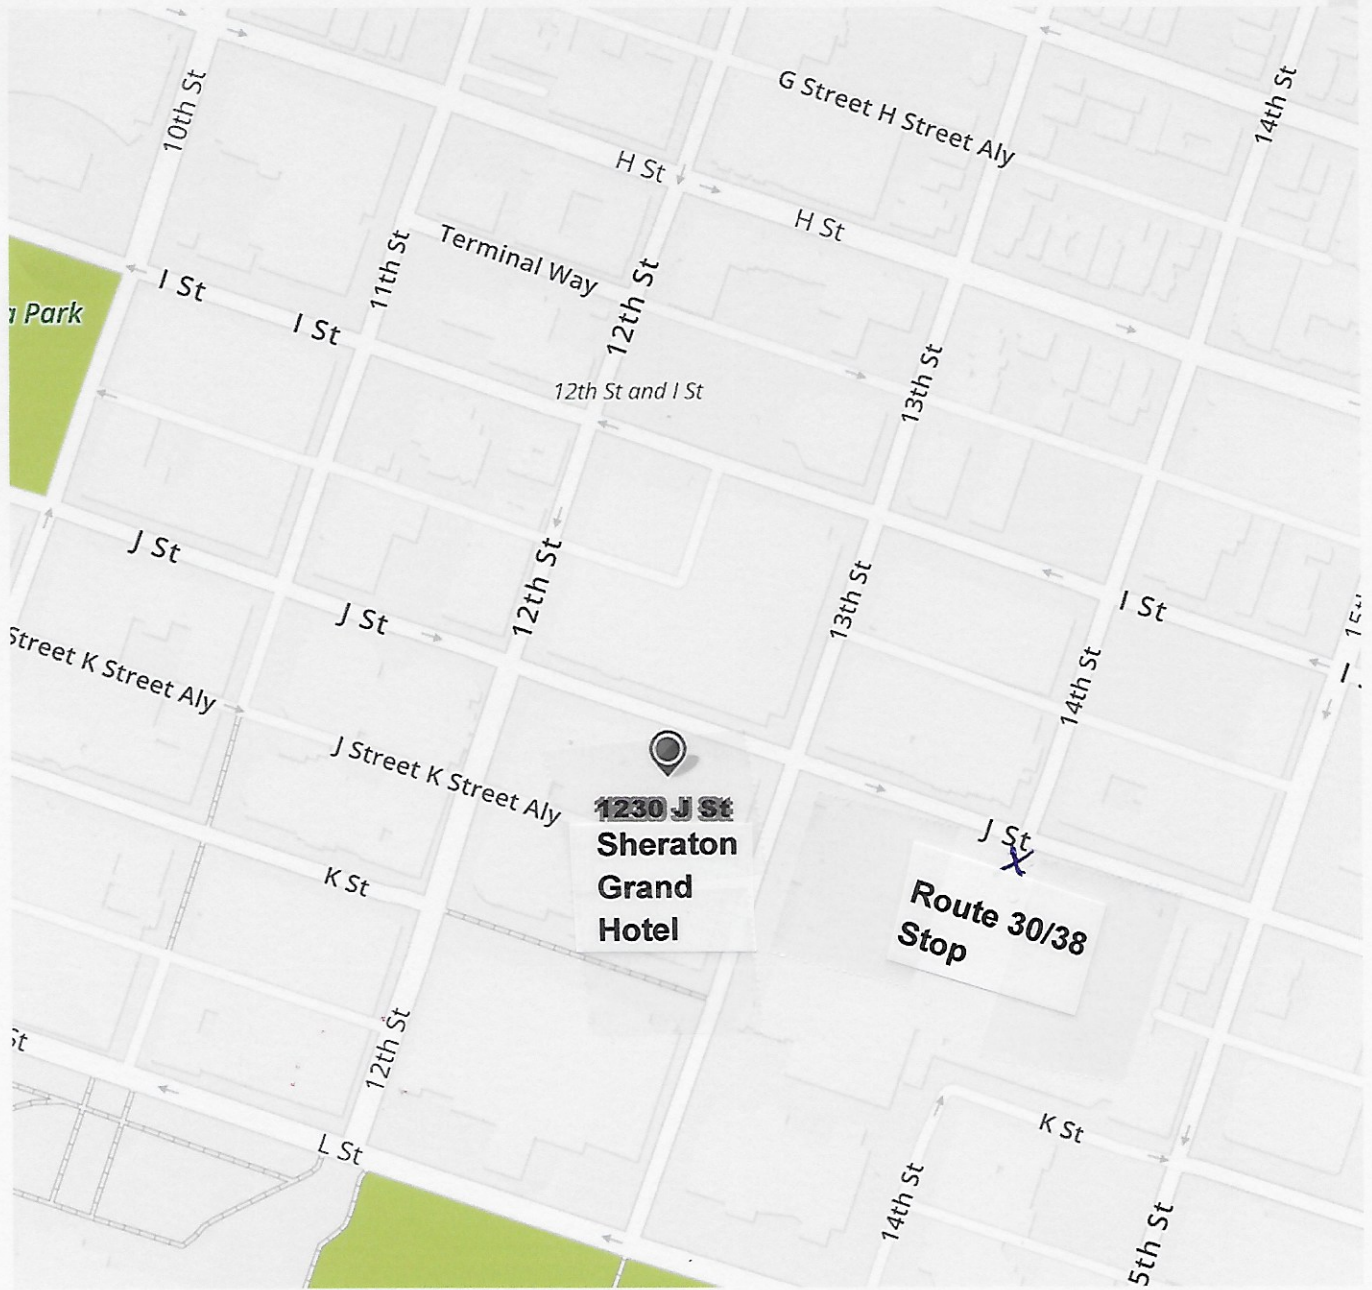 10th St
14th St
G Street H Street Aly
H St
H St
11th St
Terminal Way
12th St
I St
I St
a Park
13th St
12th St and I St
J St
12th St
13th St
I St
15t
J St
14th St
I
Street K Street Aly
J Street K Street Aly
1230 J St
Sheraton
Grand
Hotel
J St
X
Route 30/38
Stop
K St
12th St
St
K St
L St
14th St
5th St